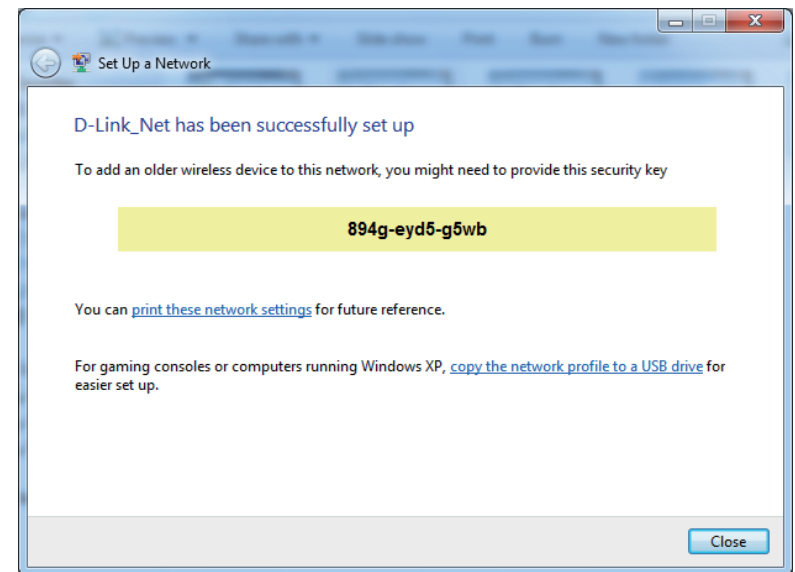 Set Up a Network
D-Link_Net has been successfully set up
To add an older wireless device to this network, you might need to provide this security key
894g-eyd5-g5wb
You can print these network settings for future reference.
For gaming consoles or computers running Windows XP, copy the network profile to a USB drive for
easier set up.
Close